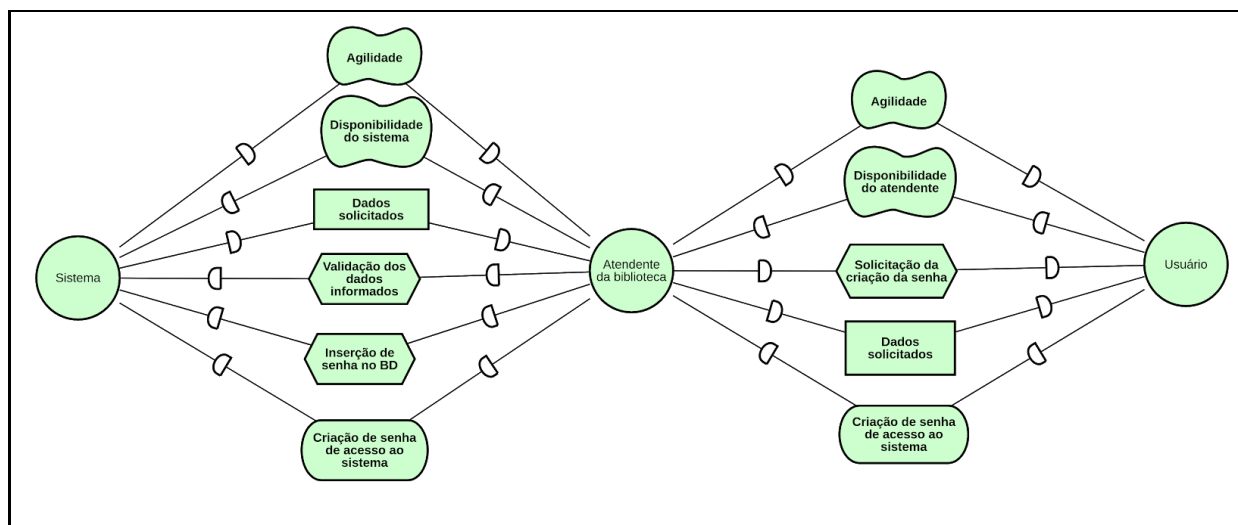 Agilidade
Disponibilidade
do sistema
Dados
solicitados
Sistema
Validação dos
dados
informados
Inserção de
senha no BD
Criação de senha
de acesso ao
sistema
Atendente
da biblioteca
Agilidade
Disponibilidade
do atendente
Solicitação da
criação da senha
Dados
solicitados
Criação de senha
de acesso ao
sistema
Usuário